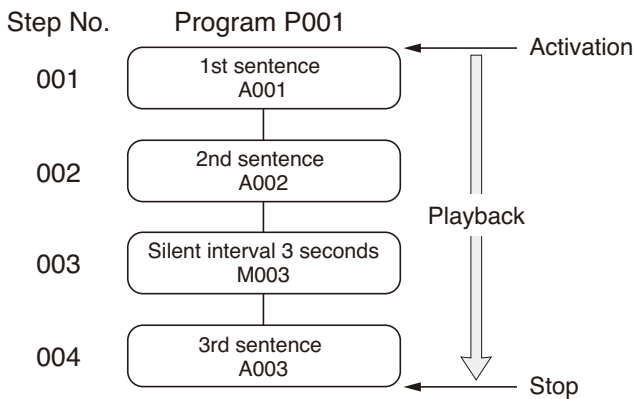 Step No. Program P001
Activation
001 1st sentence
A001
002 2nd sentence
A002
Playback
003 Silent interval 3 seconds
M003
004 3rd sentence
A003
Stop